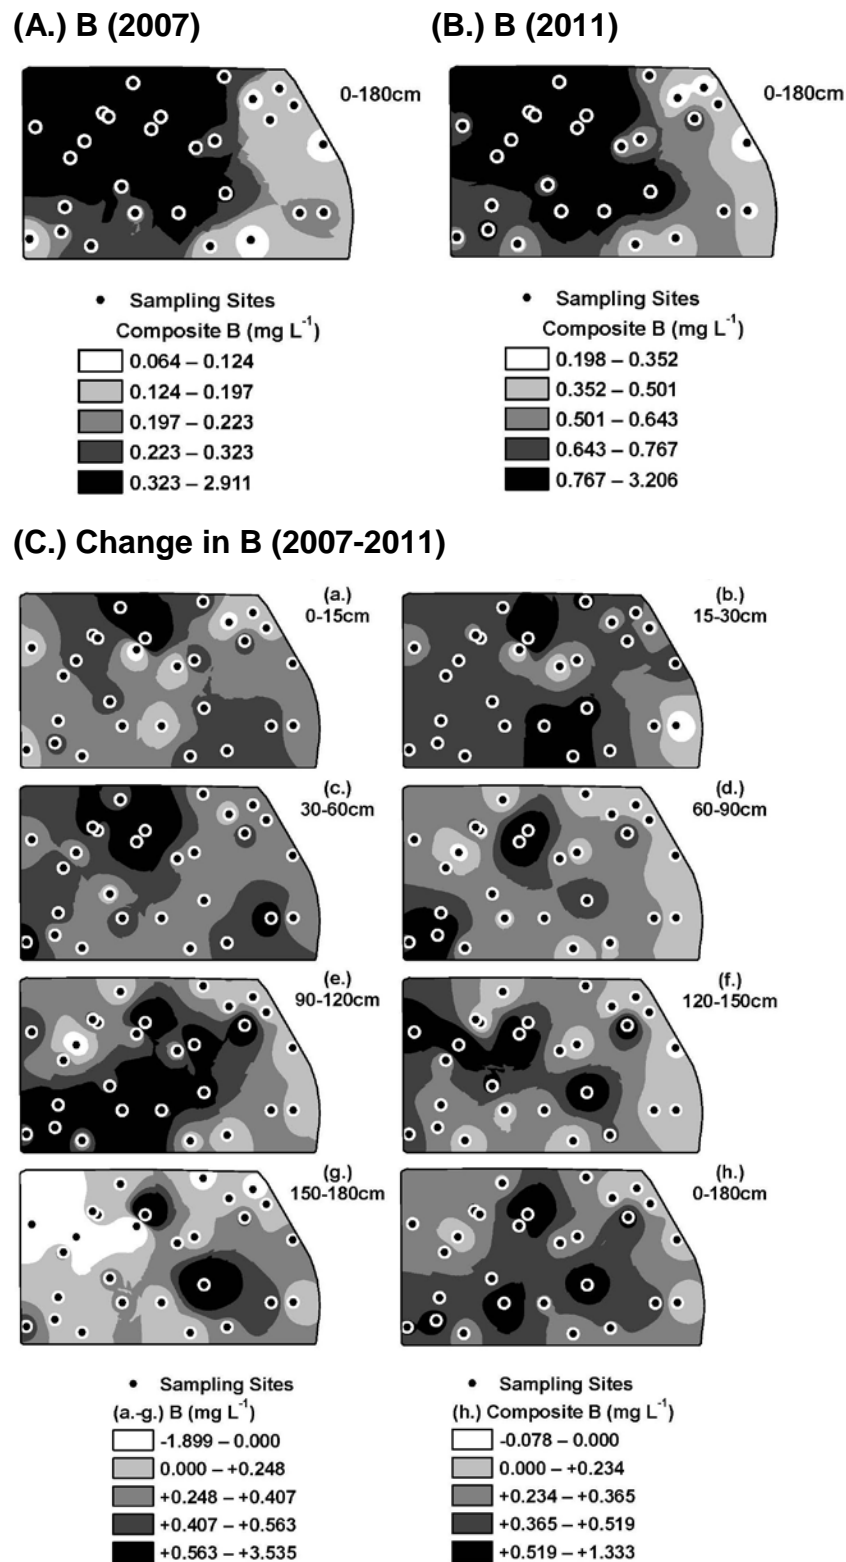 (A.) B (2007)
(B.) B (2011)
0-180cm
0-180cm
Sampling Sites
Composite B (mg L⁻¹)
0.064 – 0.124
0.124 – 0.197
0.197 – 0.223
0.223 – 0.323
0.323 – 2.911
Sampling Sites
Composite B (mg L⁻¹)
0.198 – 0.352
0.352 – 0.501
0.501 – 0.643
0.643 – 0.767
0.767 – 3.206
(C.) Change in B (2007-2011)
(a.)
0-15cm
(b.)
15-30cm
(c.)
30-60cm
(d.)
60-90cm
(e.)
90-120cm
(f.)
120-150cm
(g.)
150-180cm
(h.)
0-180cm
Sampling Sites
(a.-g.) B (mg L⁻¹)
-1.899 – 0.000
0.000 – +0.248
+0.248 – +0.407
+0.407 – +0.563
+0.563 – +3.535
Sampling Sites
(h.) Composite B (mg L⁻¹)
-0.078 – 0.000
0.000 – +0.234
+0.234 – +0.365
+0.365 – +0.519
+0.519 – +1.333